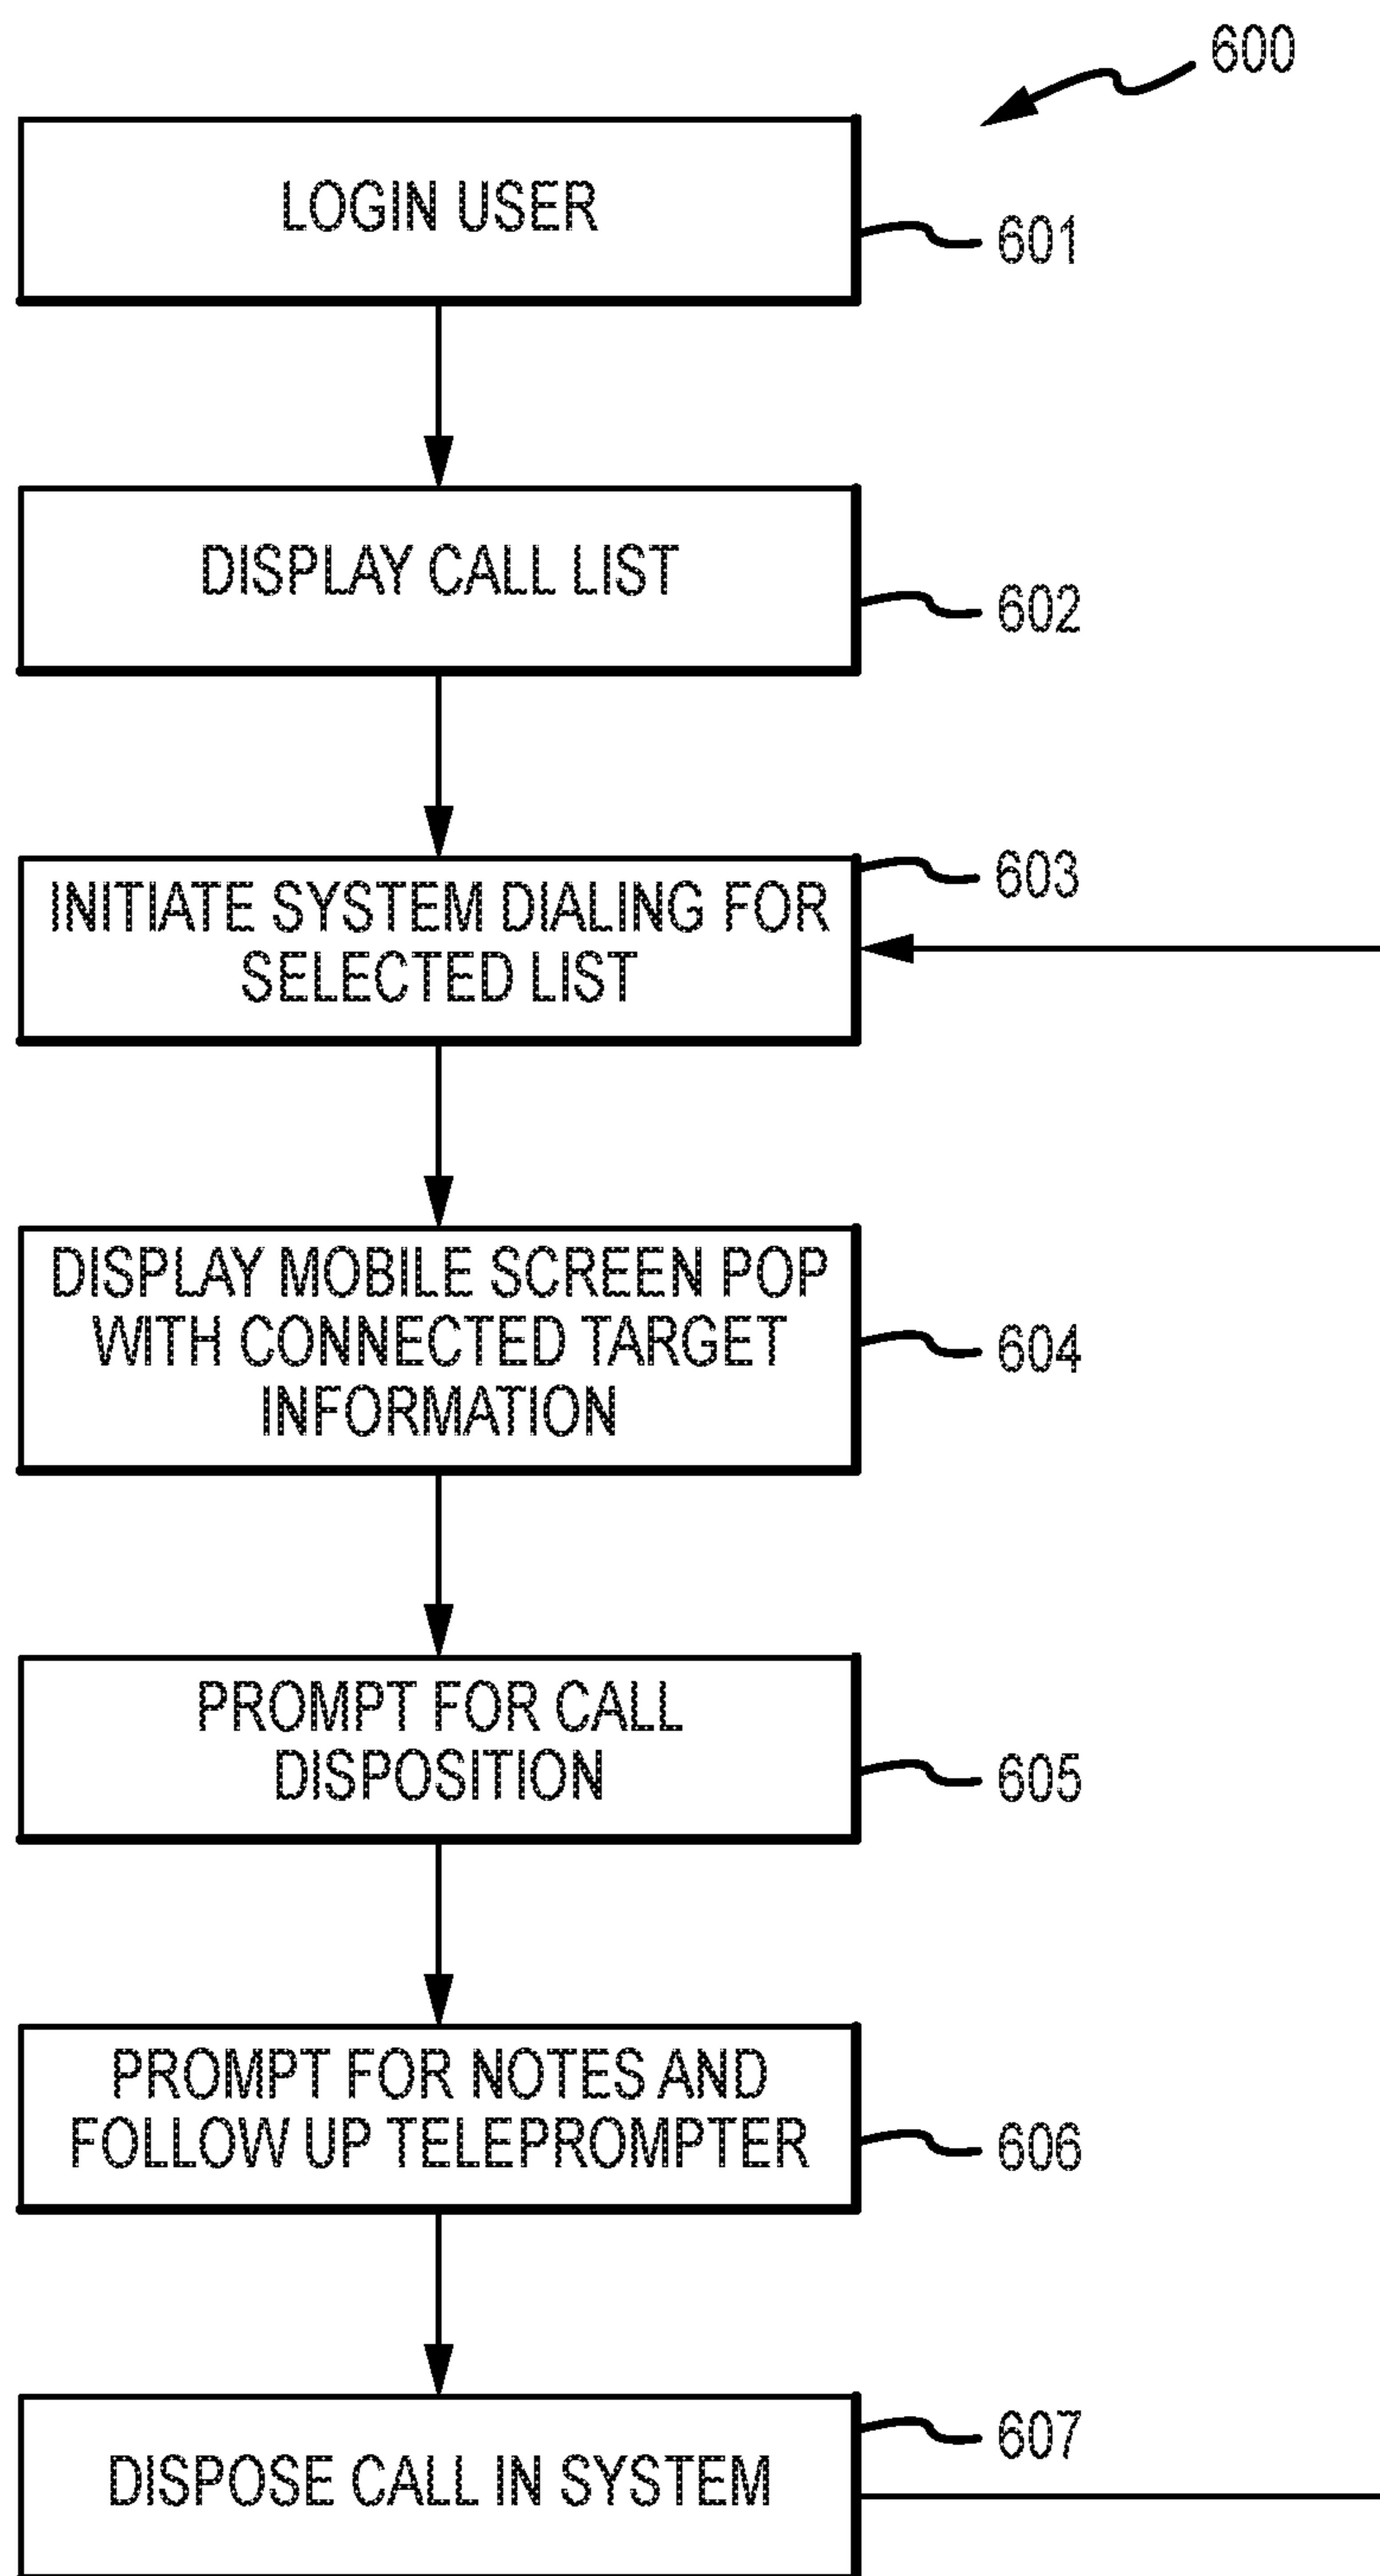 600
LOGIN USER
601
DISPLAY CALL LIST
602
603
INITIATE SYSTEM DIALING FOR
SELECTED LIST
DISPLAY MOBILE SCREEN POP
WITH CONNECTED TARGET
INFORMATION
604
PROMPT FOR CALL
DISPOSITION
605
PROMPT FOR NOTES AND
FOLLOW UP TELEPROMPTER
606
607
DISPOSE CALL IN SYSTEM